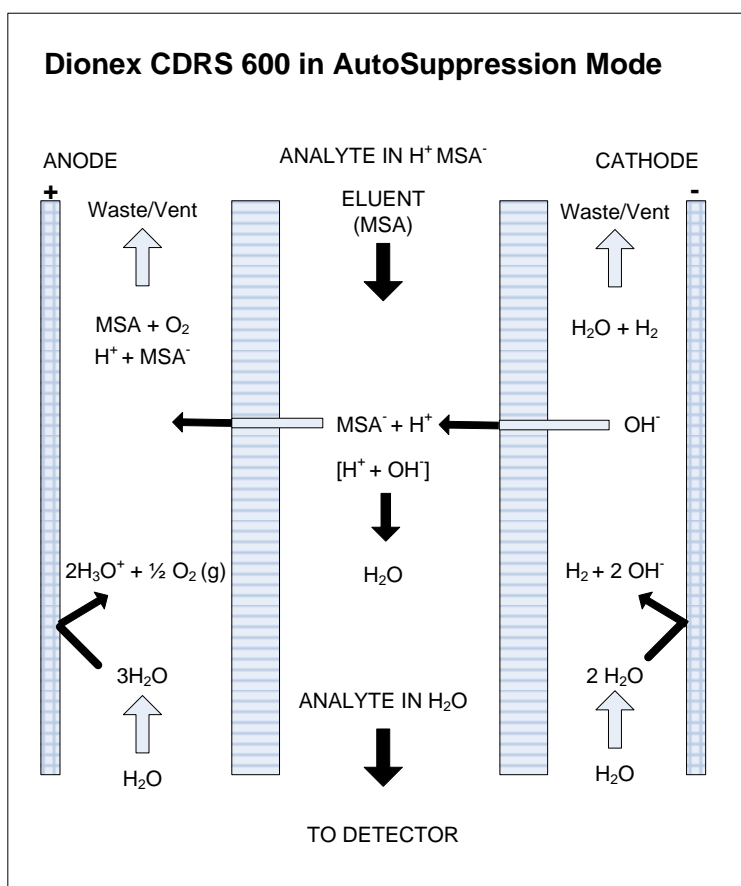 Dionex CDRS 600 in AutoSuppression Mode
ANODE
ANALYTE IN H⁺ MSA⁻
CATHODE
+
-
Waste/Vent
ELUENT
(MSA)
Waste/Vent
MSA + O₂
H⁺ + MSA⁻
H₂O + H₂
MSA⁻ + H⁺
OH⁻
[H⁺ + OH⁻]
2H₃O⁺ + ½ O₂ (g)
H₂O
H₂ + 2 OH⁻
3H₂O
2 H₂O
ANALYTE IN H₂O
H₂O
H₂O
TO DETECTOR